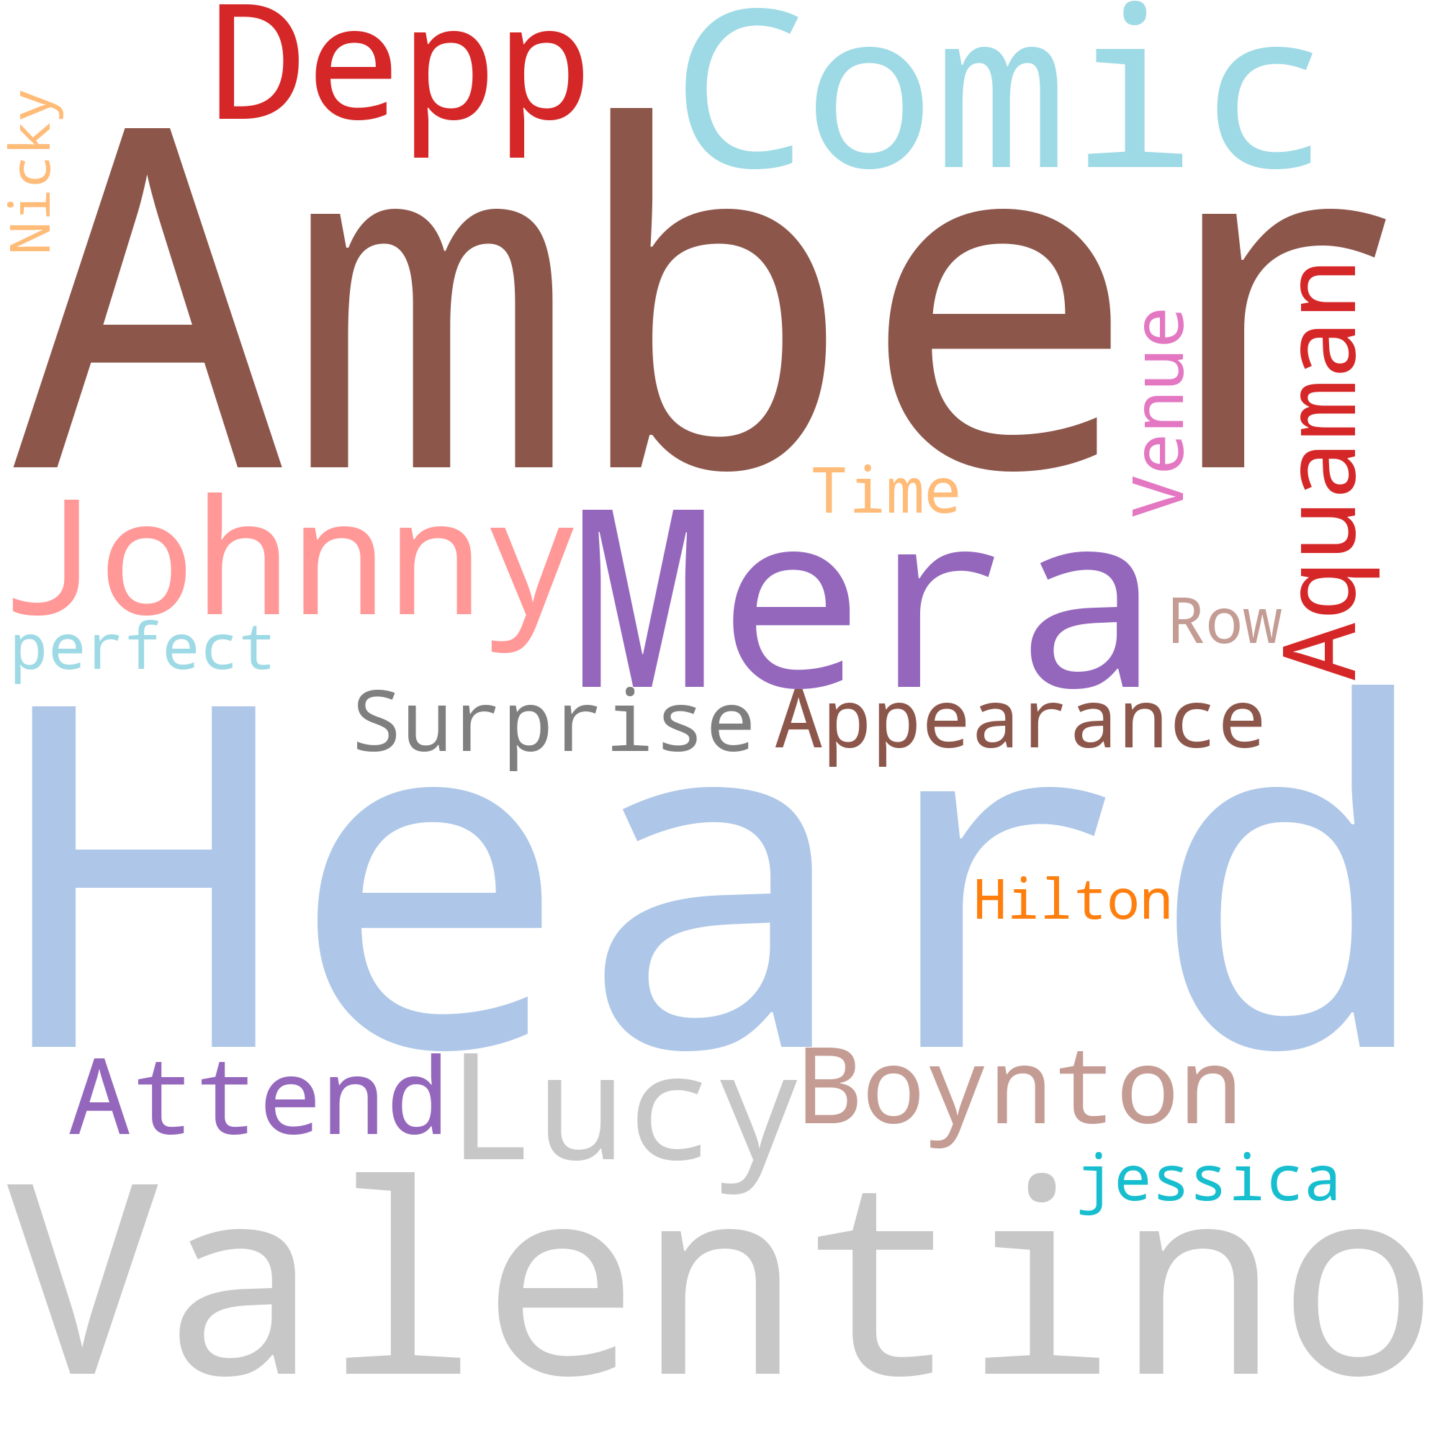 Depp
Comic
Nicky
Amber
Aquaman
Venue
Time
Johnny
Mera
Row
perfect
Surprise
Appearance
Heard
Hilton
Attend
Lucy
Boynton
jessica
Valentino